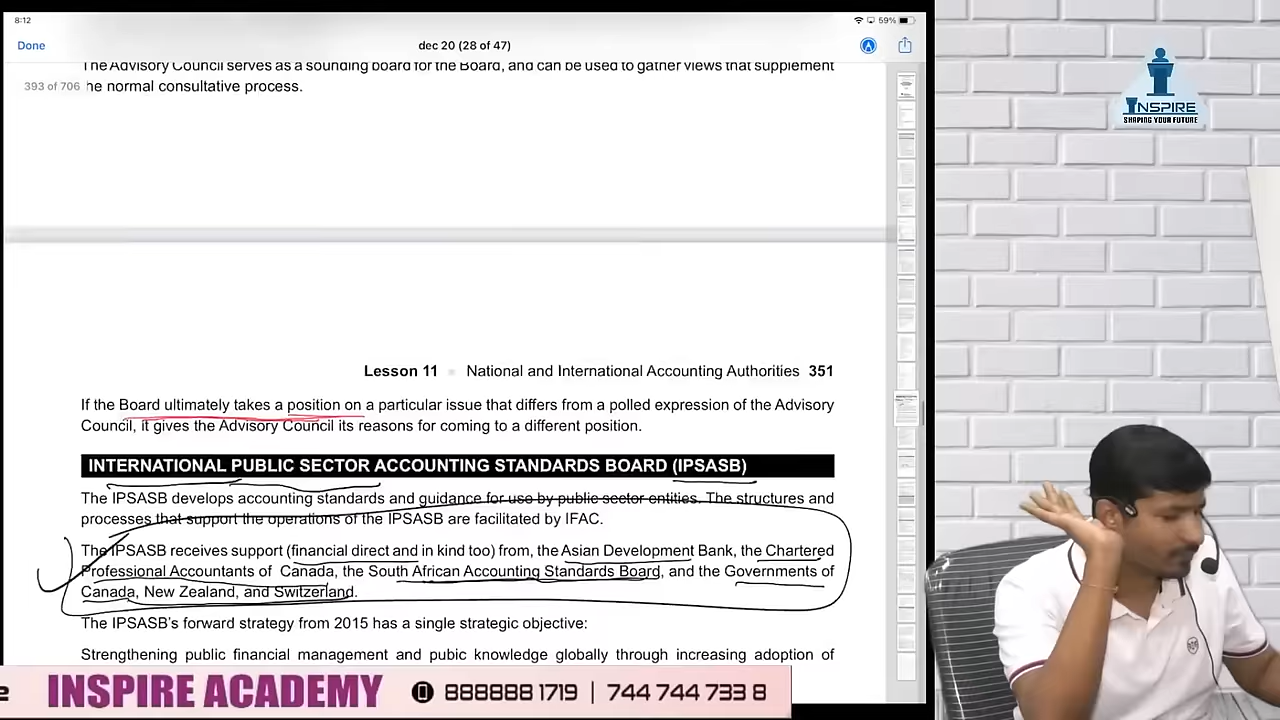 8:12
59%
Done
dec 20 (28 of 47)
The Advisory Council serves as a sounding board for the Board, and can be used to gather views that supplement
393 of 706
he normal consultative process.
Lesson 11 National and International Accounting Authorities 351
If the Board ultimately takes a position on a particular issue that differs from a polled expression of the Advisory
Council, it gives the Advisory Council its reasons for coming to a different position.
INTERNATIONAL PUBLIC SECTOR ACCOUNTING STANDARDS BOARD (IPSASB)
The IPSASB develops accounting standards and guidance for use by public sector entities. The structures and
processes that support the operations of the IPSASB are facilitated by IFAC.
The IPSASB receives support (financial direct and in kind too) from, the Asian Development Bank, the Chartered
Professional Accountants of Canada, the South African Accounting Standards Board, and the Governments of
Canada, New Zealand, and Switzerland.
The IPSASB's forward strategy from 2015 has a single strategic objective:
Strengthening public financial management and public knowledge globally through increasing adoption of
INSPIRE ACADEMY 888888 1719 | 744 744 733 8
INSPIRE
SHAPING YOUR FUTURE